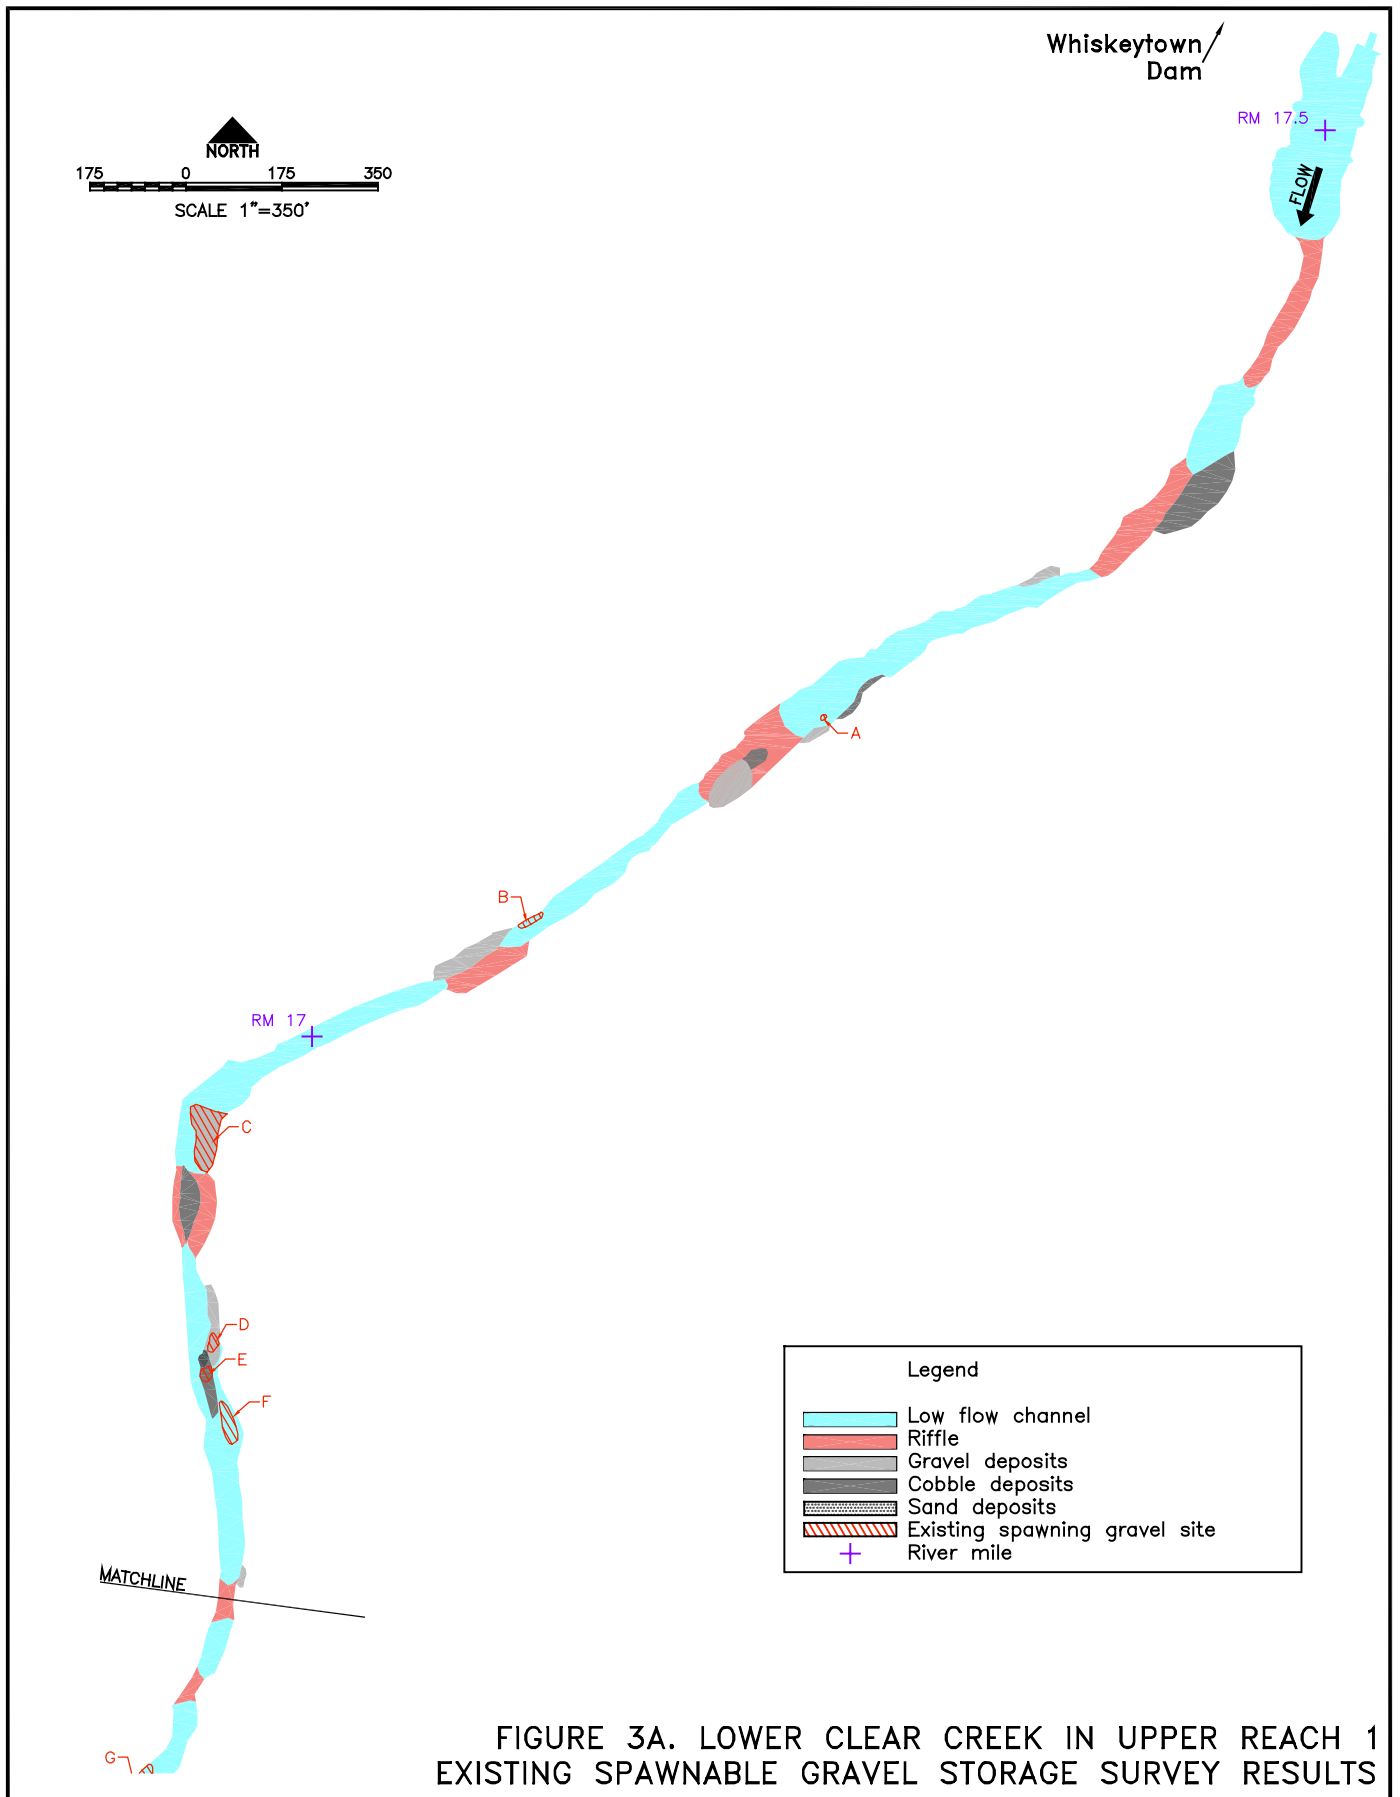 Whiskeytown
Dam
RM 17.5
NORTH
175 0 175 350
SCALE 1"=350'
FLOW
A
B
RM 17
C
D
E
F
Legend
Low flow channel
Riffle
Gravel deposits
Cobble deposits
Sand deposits
Existing spawning gravel site
River mile
MATCHLINE
G
FIGURE 3A. LOWER CLEAR CREEK IN UPPER REACH 1
EXISTING SPAWNABLE GRAVEL STORAGE SURVEY RESULTS